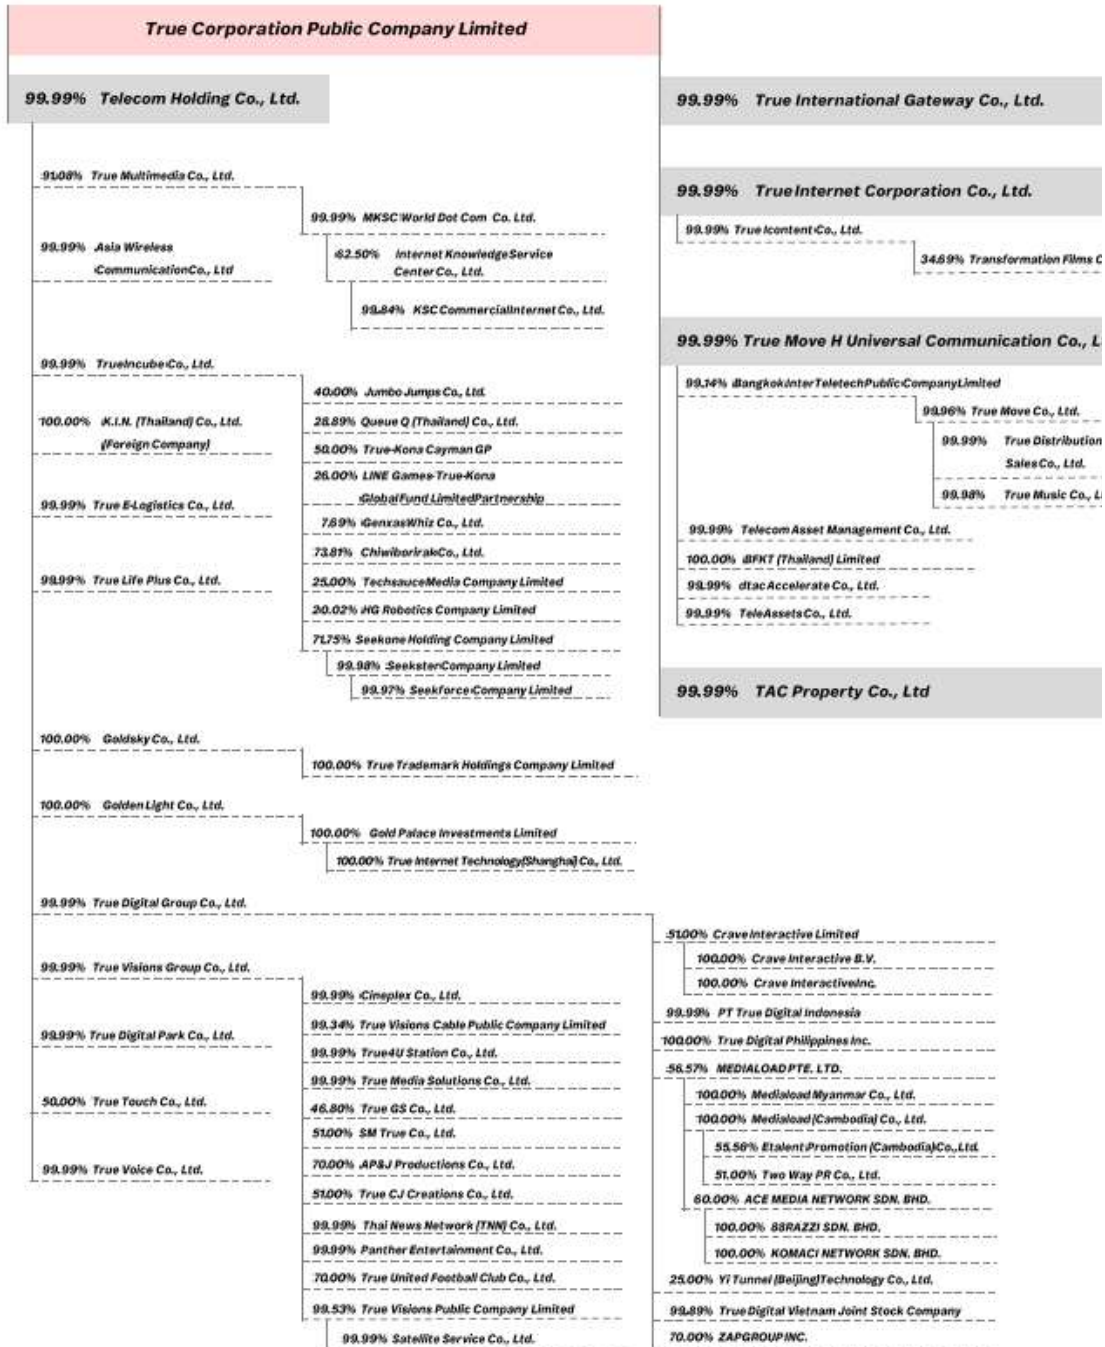 True Corporation Public Company Limited
99.99% Telecom Holding Co., Ltd.
91.08% True Multimedia Co., Ltd.
99.99% MKSC World Dot Com Co. Ltd.
62.50% Internet Knowledge Service
Center Co., Ltd.
99.84% KSC Commercial Internet Co., Ltd.
99.99% Asia Wireless
Communication Co., Ltd
99.99% True Incube Co., Ltd.
40.00% Jumbo Jumps Co., Ltd.
28.89% Queue Q (Thailand) Co., Ltd.
50.00% True-Kona Cayman GP
26.00% LINE Games-True-Kona
Global Fund Limited Partnership
7.69% Genxas Whiz Co., Ltd.
73.81% Chiwiborirak Co., Ltd.
25.00% Techsauce Media Company Limited
20.02% HG Robotics Company Limited
71.75% Seekone Holding Company Limited
99.98% Seekster Company Limited
99.97% Seekforce Company Limited
100.00% K.I.N. (Thailand) Co., Ltd.
(Foreign Company)
99.99% True E-Logistics Co., Ltd.
99.99% True Life Plus Co., Ltd.
100.00% Goldsky Co., Ltd.
100.00% True Trademark Holdings Company Limited
100.00% Golden Light Co., Ltd.
100.00% Gold Palace Investments Limited
100.00% True Internet Technology (Shanghai) Co., Ltd.
99.99% True Digital Group Co., Ltd.
99.99% True Visions Group Co., Ltd.
99.99% Cineplex Co., Ltd.
99.34% True Visions Cable Public Company Limited
99.99% True4U Station Co., Ltd.
99.99% True Media Solutions Co., Ltd.
46.80% True GS Co., Ltd.
51.00% SM True Co., Ltd.
70.00% AP&J Productions Co., Ltd.
51.00% True CJ Creations Co., Ltd.
99.99% Thai News Network (TNN) Co., Ltd.
99.99% Panther Entertainment Co., Ltd.
70.00% True United Football Club Co., Ltd.
99.53% True Visions Public Company Limited
99.99% Satellite Service Co., Ltd.
99.99% True Digital Park Co., Ltd.
50.00% True Touch Co., Ltd.
99.99% True Voice Co., Ltd.
99.99% True International Gateway Co., Ltd.
99.99% True Internet Corporation Co., Ltd.
99.99% True Icontent Co., Ltd.
34.69% Transformation Films C
99.99% True Move H Universal Communication Co., L
99.14% Bangkok Inter Teletech Public Company Limited
99.96% True Move Co., Ltd.
99.99% True Distribution
Sales Co., Ltd.
99.98% True Music Co., L
99.99% Telecom Asset Management Co., Ltd.
100.00% BFKT (Thailand) Limited
99.99% dtac Accelerate Co., Ltd.
99.99% TeleAssets Co., Ltd.
99.99% TAC Property Co., Ltd
51.00% Crave Interactive Limited
100.00% Crave Interactive B.V.
100.00% Crave Interactive Inc.
99.99% PT True Digital Indonesia
100.00% True Digital Philippines Inc.
56.57% MEDIALOAD PTE. LTD.
100.00% Mediaload Myanmar Co., Ltd.
100.00% Mediaload (Cambodia) Co., Ltd.
55.56% Etalent Promotion (Cambodia) Co., Ltd.
51.00% Two Way PR Co., Ltd.
60.00% ACE MEDIA NETWORK SDN. BHD.
100.00% 88RAZZI SDN. BHD.
100.00% KOMACI NETWORK SDN. BHD.
25.00% Yi Tunnel (Beijing) Technology Co., Ltd.
99.89% True Digital Vietnam Joint Stock Company
70.00% ZAPGROUP INC.